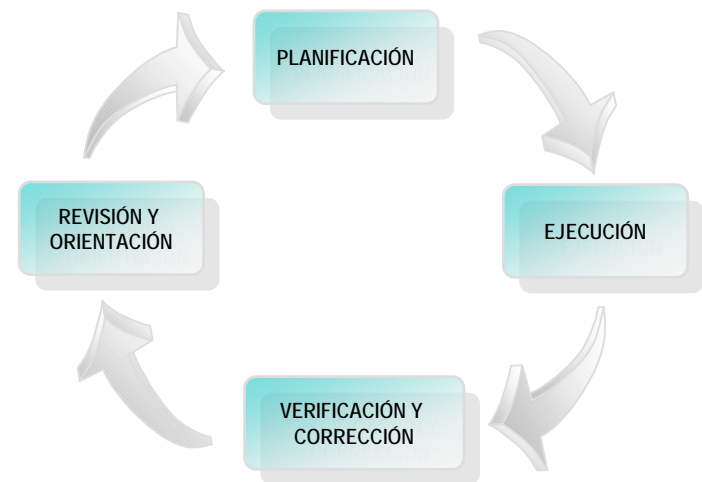 PLANIFICACIÓN
EJECUCIÓN
VERIFICACIÓN Y
CORRECCIÓN
REVISIÓN Y
ORIENTACIÓN